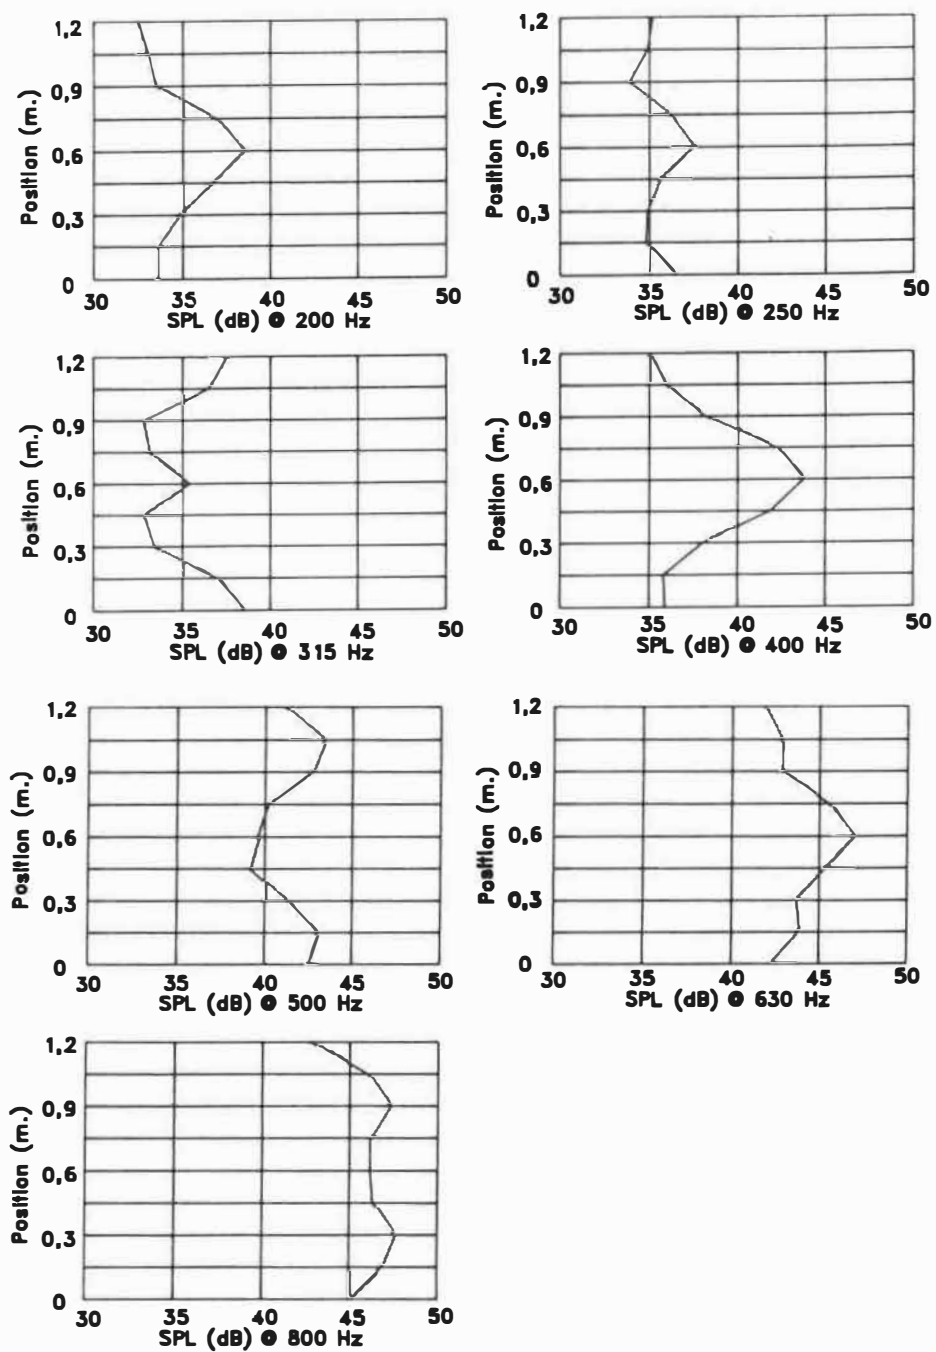 1,2
0,9
0,6
0,3
0
Position (m.)
30 35 40 45 50
SPL (dB) @ 200 Hz
1,2
0,9
0,6
0,3
0
Position (m.)
30 35 40 45 50
SPL (dB) @ 250 Hz
1,2
0,9
0,6
0,3
0
Position (m.)
30 35 40 45 50
SPL (dB) @ 315 Hz
1,2
0,9
0,6
0,3
0
Position (m.)
30 35 40 45 50
SPL (dB) @ 400 Hz
1,2
0,9
0,6
0,3
0
Position (m.)
30 35 40 45 50
SPL (dB) @ 500 Hz
1,2
0,9
0,6
0,3
0
Position (m.)
30 35 40 45 50
SPL (dB) @ 630 Hz
1,2
0,9
0,6
0,3
0
Position (m.)
30 35 40 45 50
SPL (dB) @ 800 Hz